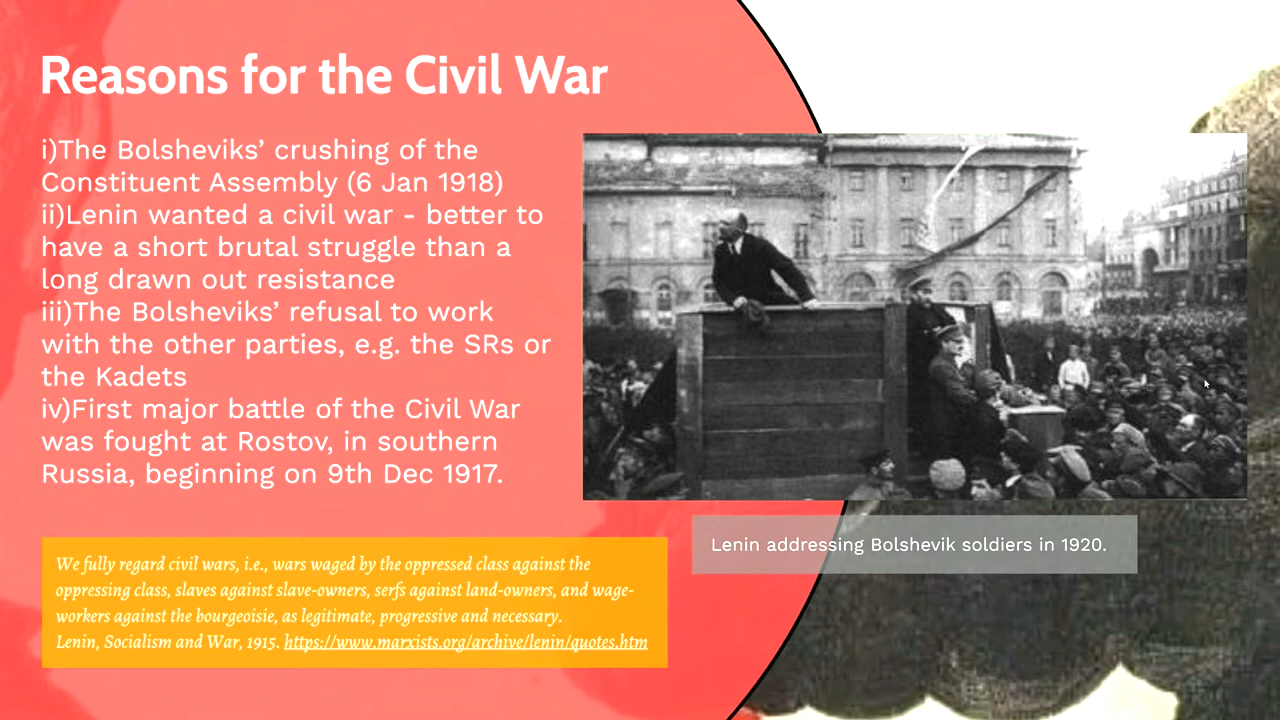 Reasons for the Civil War
i)The Bolsheviks’ crushing of the
Constituent Assembly (6 Jan 1918)
ii)Lenin wanted a civil war - better to
have a short brutal struggle than a
long drawn out resistance
iii)The Bolsheviks’ refusal to work
with the other parties, e.g. the SRs or
the Kadets
iv)First major battle of the Civil War
was fought at Rostov, in southern
Russia, beginning on 9th Dec 1917.
Lenin addressing Bolshevik soldiers in 1920.
We fully regard civil wars, i.e., wars waged by the oppressed class against the
oppressing class, slaves against slave-owners, serfs against land-owners, and wage-
workers against the bourgeoisie, as legitimate, progressive and necessary.
Lenin, Socialism and War, 1915. https://www.marxists.org/archive/lenin/quotes.htm